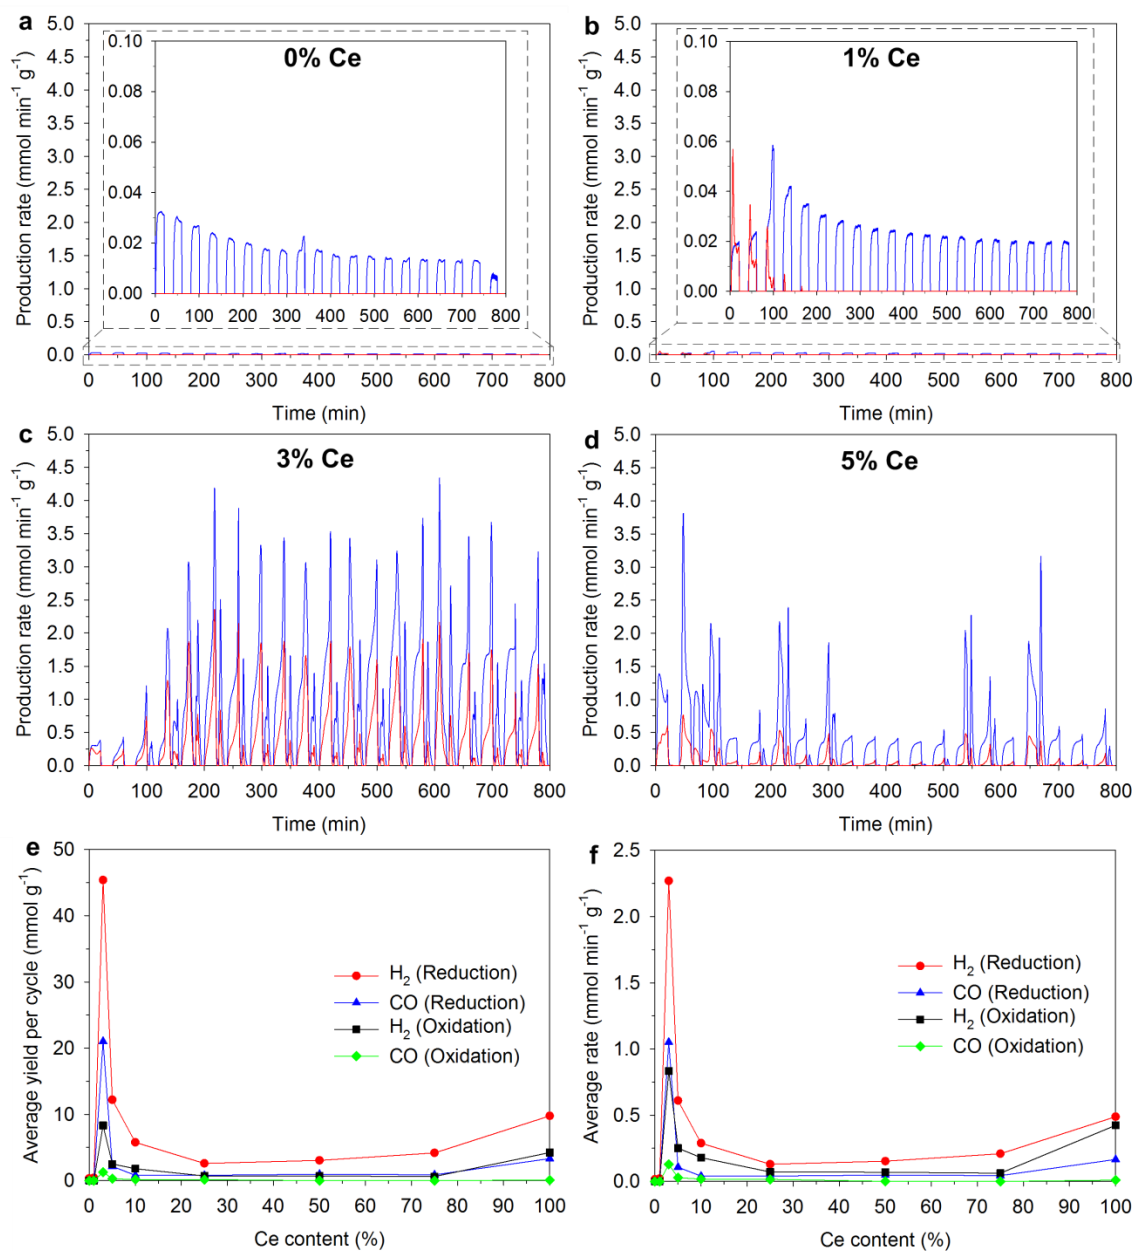 a
5.0
4.5
4.0
3.5
3.0
2.5
2.0
1.5
1.0
0.5
0.0
Production rate (mmol min⁻¹ g⁻¹)
0% Ce
0.10
0.08
0.06
0.04
0.02
0.00
0 100 200 300 400 500 600 700 800
0 100 200 300 400 500 600 700 800
Time (min)
b
5.0
4.5
4.0
3.5
3.0
2.5
2.0
1.5
1.0
0.5
0.0
Production rate (mmol min⁻¹ g⁻¹)
1% Ce
0.10
0.08
0.06
0.04
0.02
0.00
0 100 200 300 400 500 600 700 800
0 100 200 300 400 500 600 700 800
Time (min)
c
5.0
4.5
4.0
3.5
3.0
2.5
2.0
1.5
1.0
0.5
0.0
Production rate (mmol min⁻¹ g⁻¹)
3% Ce
0 100 200 300 400 500 600 700 800
Time (min)
d
5.0
4.5
4.0
3.5
3.0
2.5
2.0
1.5
1.0
0.5
0.0
Production rate (mmol min⁻¹ g⁻¹)
5% Ce
0 100 200 300 400 500 600 700 800
Time (min)
e
50
40
30
20
10
0
Average yield per cycle (mmol g⁻¹)
H₂ (Reduction)
CO (Reduction)
H₂ (Oxidation)
CO (Oxidation)
0 10 20 30 40 50 60 70 80 90 100
Ce content (%)
f
2.5
2.0
1.5
1.0
0.5
0.0
Average rate (mmol min⁻¹ g⁻¹)
H₂ (Reduction)
CO (Reduction)
H₂ (Oxidation)
CO (Oxidation)
0 10 20 30 40 50 60 70 80 90 100
Ce content (%)